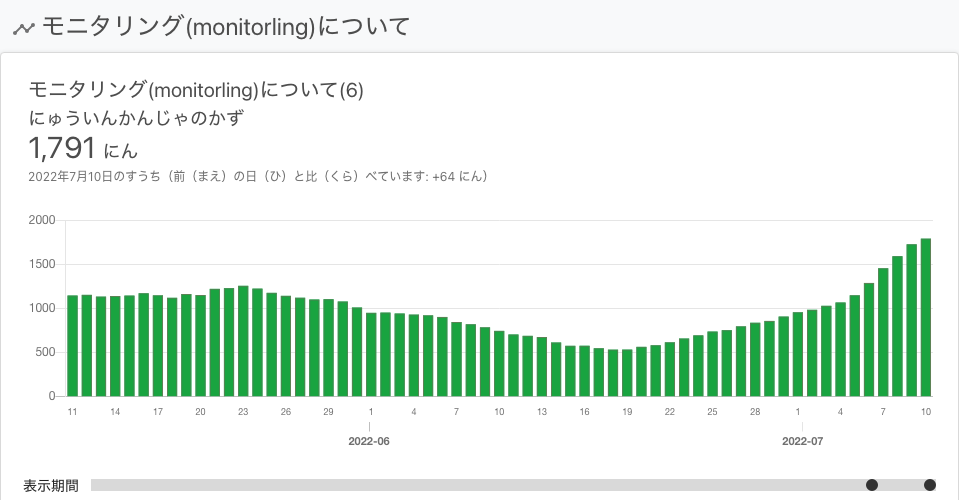 モニタリング(monitorling)について
モニタリング(monitorling)について(6)
にゅういんかんじゃのかず
1,791 にん
2022年7月10日のすうち（前（まえ）の日（ひ）と比（くら）べています: +64 にん）
2000
1500
1000
500
0
11 14 17 20 23 26 29 1 4 7 10 13 16 19 22 25 28 1 4 7 10
2022-06 2022-07
表示期間